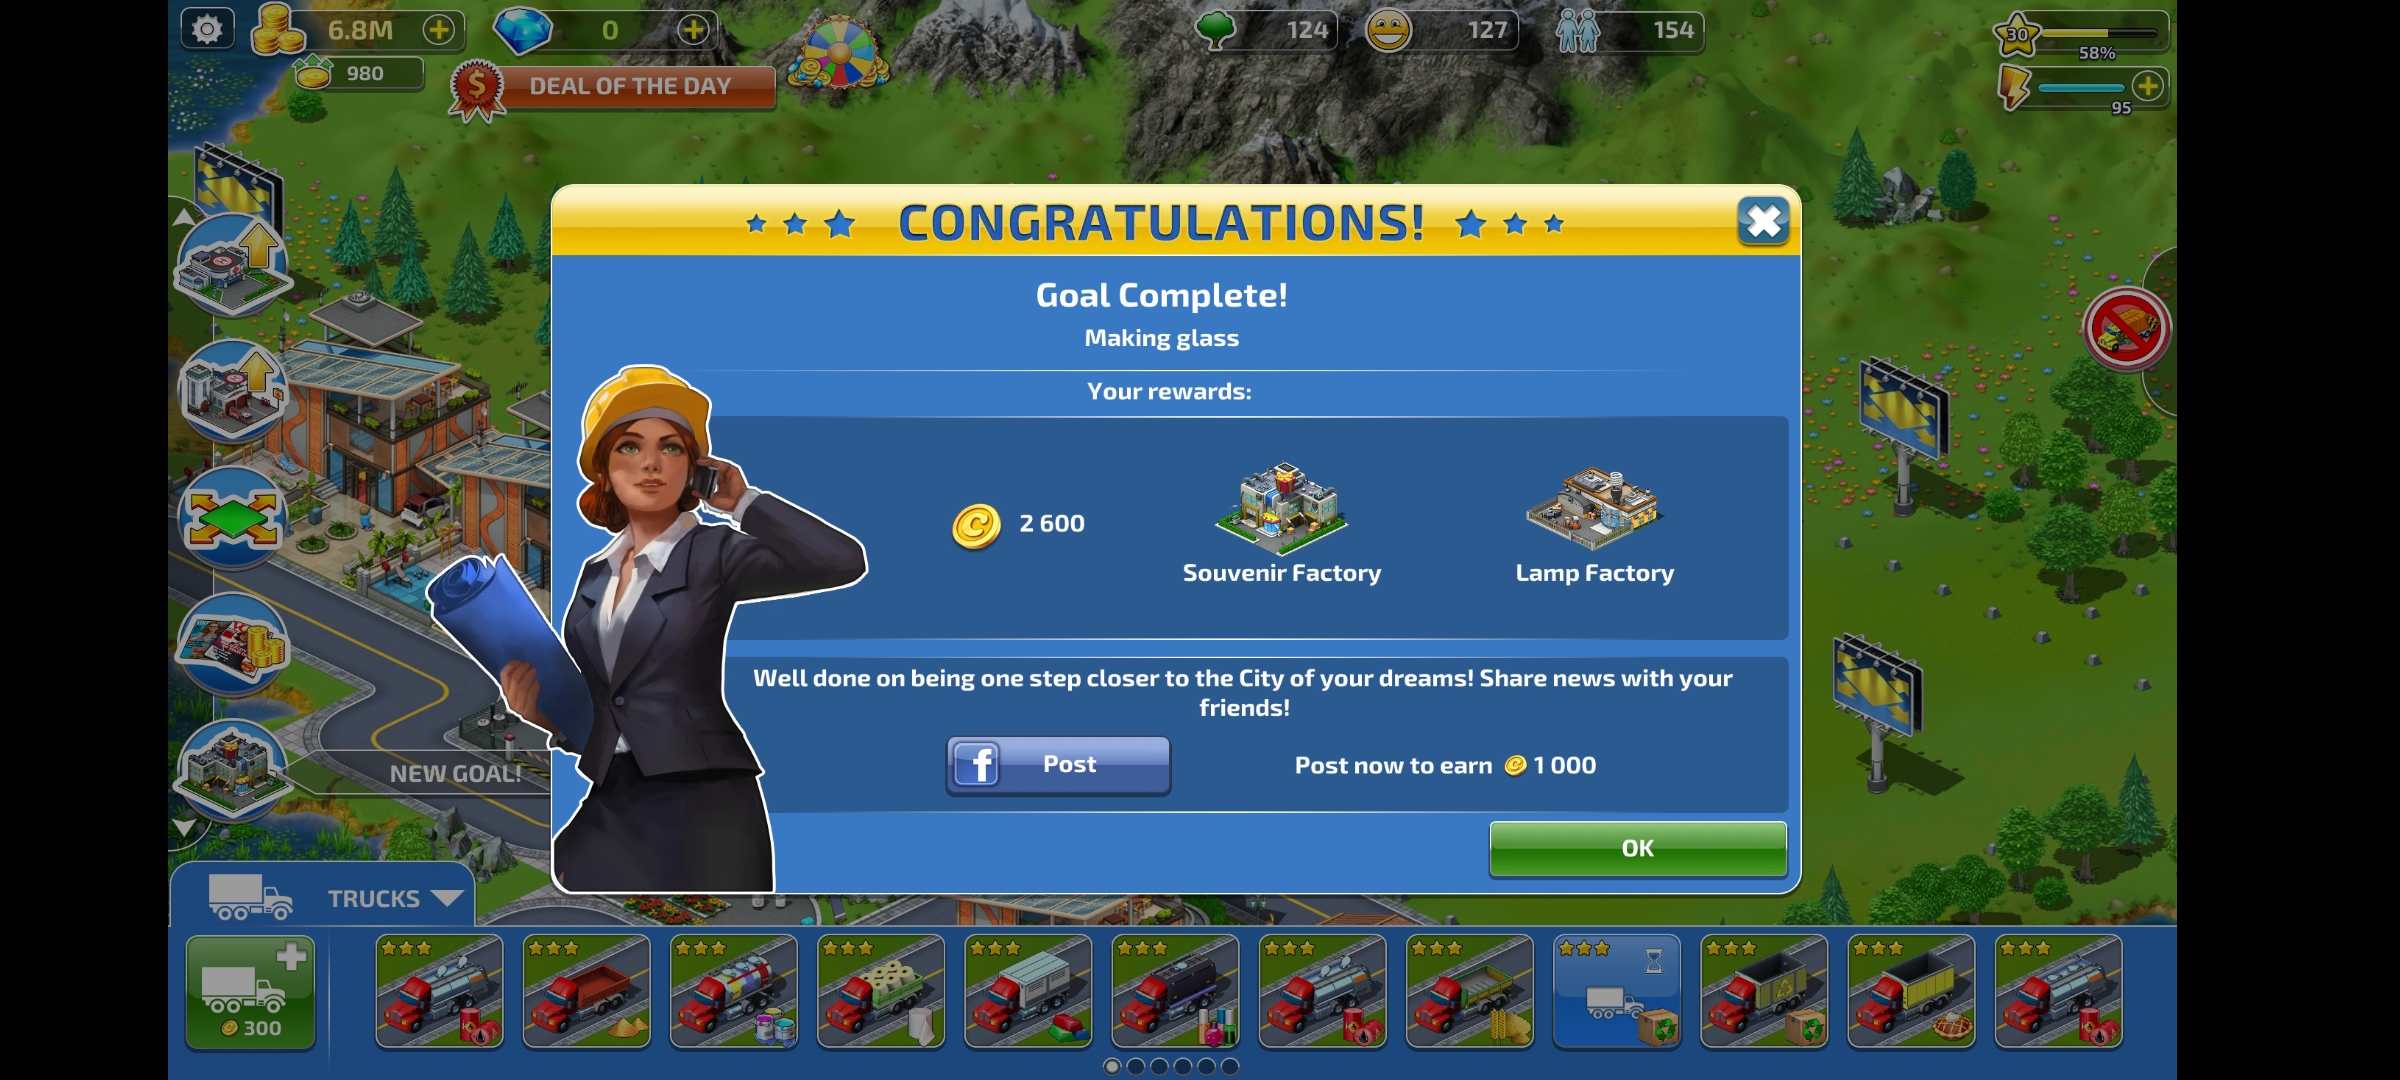 6.8M
0
124
127
154
30
58%
980
DEAL OF THE DAY
95
CONGRATULATIONS!
Goal Complete!
Making glass
Your rewards:
2 600
Souvenir Factory
Lamp Factory
Well done on being one step closer to the City of your dreams! Share news with your
friends!
Post
Post now to earn 1 000
NEW GOAL!
OK
TRUCKS
300